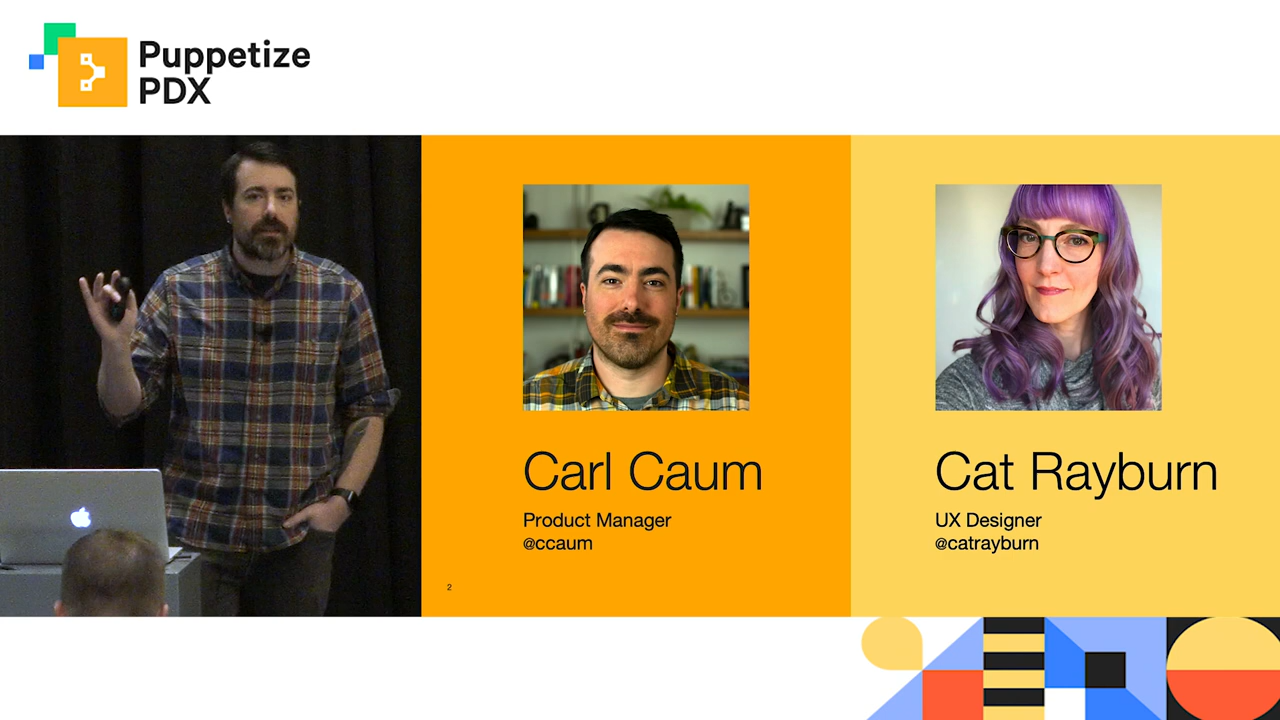 Puppetize
PDX
Carl Caum
Product Manager
@ccaum
Cat Rayburn
UX Designer
@catrayburn
2